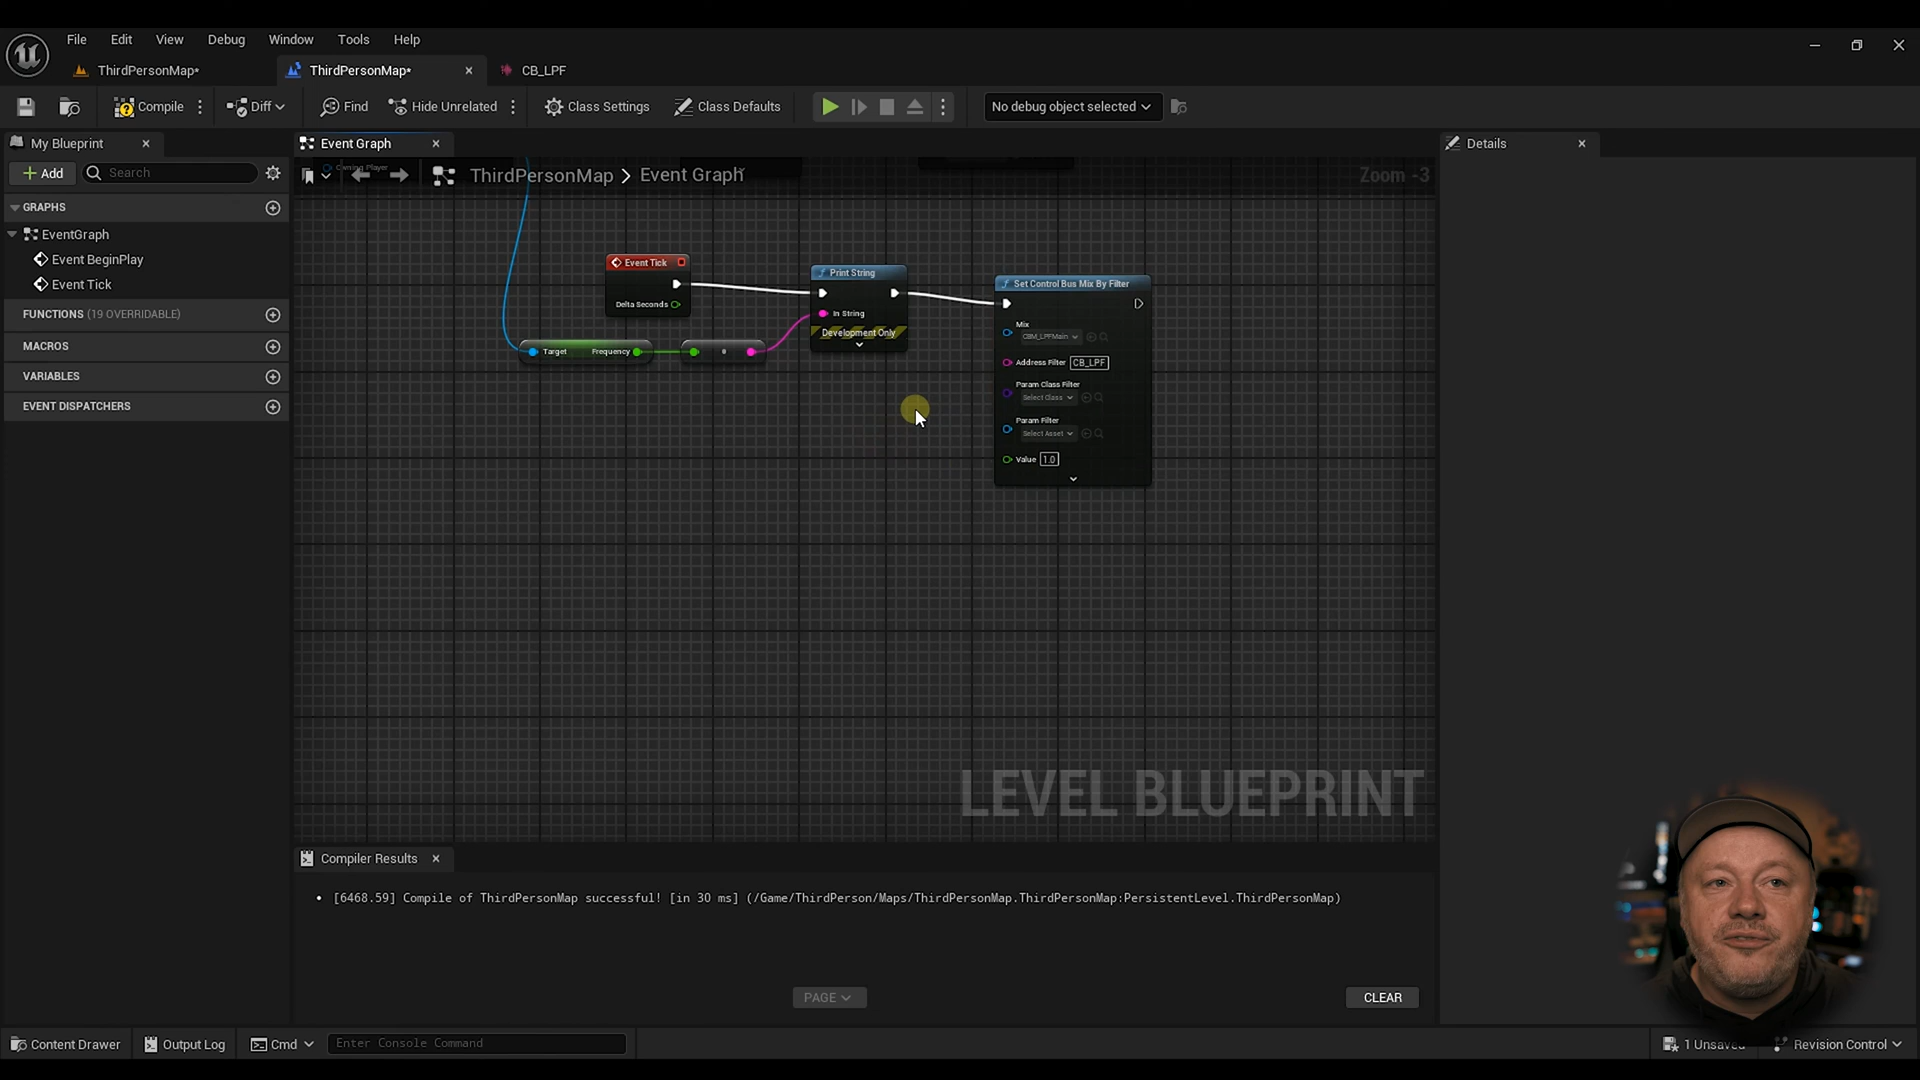 File Edit View Debug Window Tools Help
ThirdPersonMap* ThirdPersonMap* CB_LPF
Compile Diff Find Hide Unrelated Class Settings Class Defaults No debug object selected
My Blueprint Event Graph Details
Add Search
ThirdPersonMap > Event Graph Zoom -3
Owning Player
GRAPHS
EventGraph
Event BeginPlay
Event Tick
FUNCTIONS (19 OVERRIDABLE)
MACROS
VARIABLES
EVENT DISPATCHERS
Event Tick
Delta Seconds
Target Frequency
Print String
In String
Development Only
Set Control Bus Mix By Filter
Mix
CBM_LPFMain
Address Filter CB_LPF
Param Class Filter
Select Class
Param Filter
Select Asset
Value 1.0
LEVEL BLUEPRINT
Compiler Results
[6468.59] Compile of ThirdPersonMap successful! [in 30 ms] (/Game/ThirdPerson/Maps/ThirdPersonMap.ThirdPersonMap:PersistentLevel.ThirdPersonMap)
PAGE CLEAR
Content Drawer Output Log Cmd Enter Console Command 1 Unsaved Revision Control